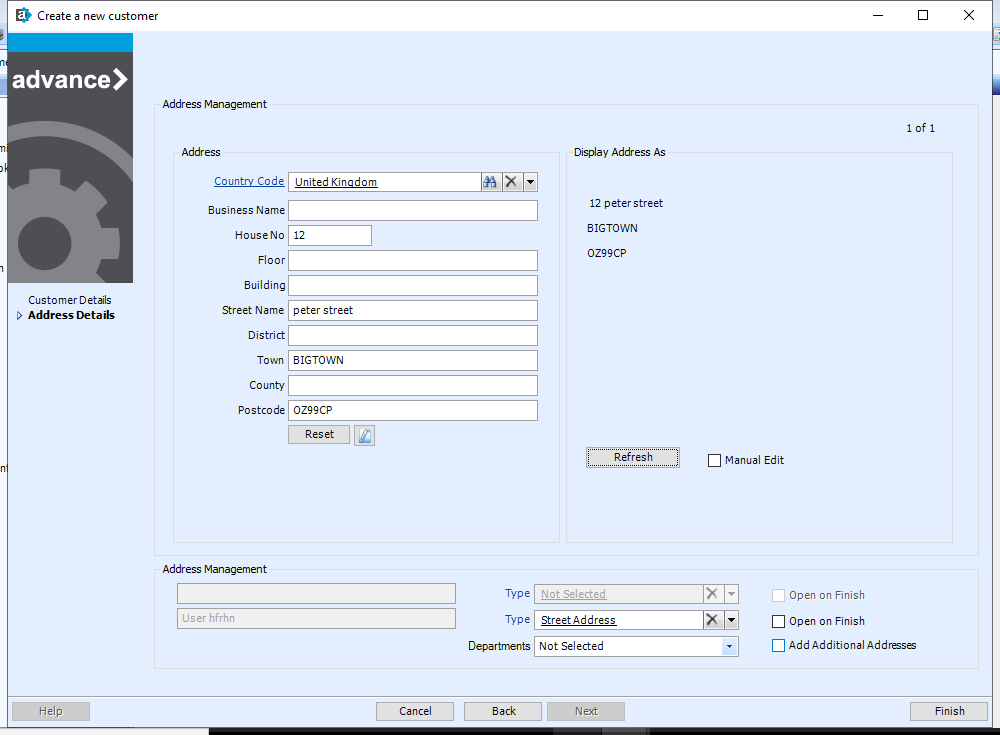 Create a new customer
advance
Customer Details
Address Details
Address Management
1 of 1
Address
Country Code United Kingdom
Business Name
House No 12
Floor
Building
Street Name peter street
District
Town BIGTOWN
County
Postcode OZ99CP
Reset
Display Address As
12 peter street
BIGTOWN
OZ99CP
Refresh Manual Edit
Address Management
Type Not Selected Open on Finish
User hfrhn Type Street Address Open on Finish
Departments Not Selected Add Additional Addresses
Help Cancel Back Next Finish